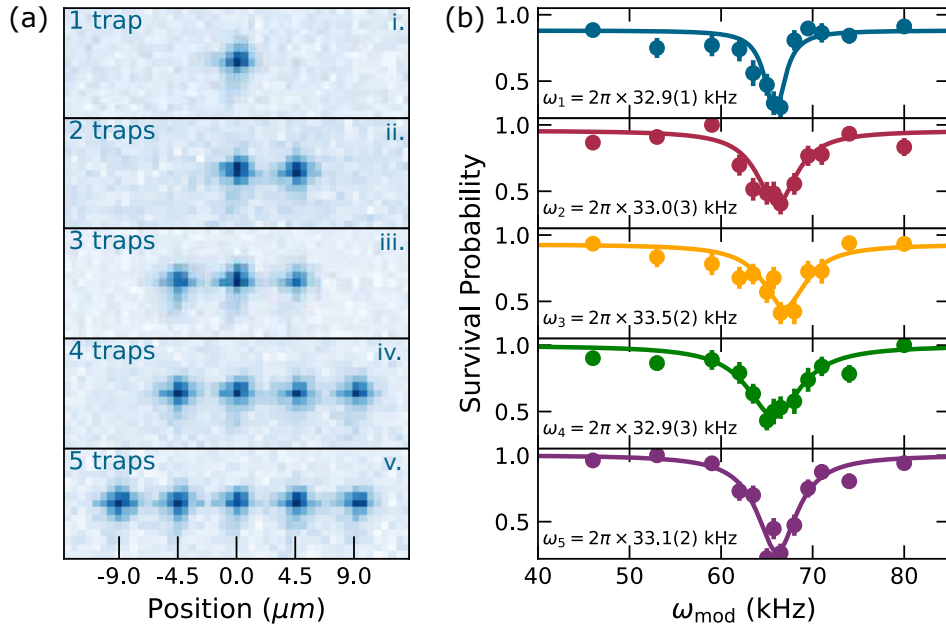 (a)
1 trap
i.
2 traps
ii.
3 traps
iii.
4 traps
iv.
5 traps
v.
-9.0 -4.5 0.0 4.5 9.0
Position (μm)
(b)
Survival Probability
1.0
0.5
ω₁ = 2π × 32.9(1) kHz
1.0
0.5
ω₂ = 2π × 33.0(3) kHz
1.0
0.5
ω₃ = 2π × 33.5(2) kHz
1.0
0.5
ω₄ = 2π × 32.9(3) kHz
1.0
0.5
ω₅ = 2π × 33.1(2) kHz
40 50 60 70 80
ω_mod (kHz)